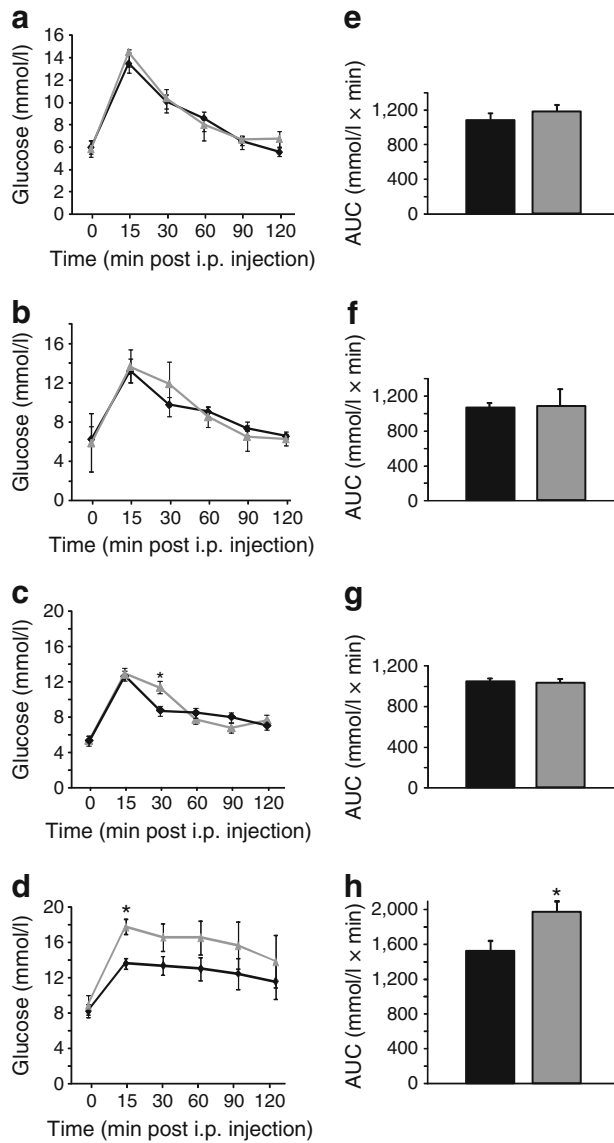 a
Glucose (mmol/l)
16
14
12
10
8
6
4
2
0
0 15 30 60 90 120
Time (min post i.p. injection)
e
AUC (mmol/l × min)
1,200
800
400
0
b
Glucose (mmol/l)
16
12
8
4
0
0 15 30 60 90 120
Time (min post i.p. injection)
f
AUC (mmol/l × min)
1,200
800
400
0
c
Glucose (mmol/l)
20
16
12
8
4
0
*
0 15 30 60 90 120
Time (min post i.p. injection)
g
AUC (mmol/l × min)
1,200
800
400
0
d
Glucose (mmol/l)
20
16
12
8
4
0
*
0 15 30 60 90 120
Time (min post i.p. injection)
h
AUC (mmol/l × min)
2,000
1,600
1,200
800
400
0
*